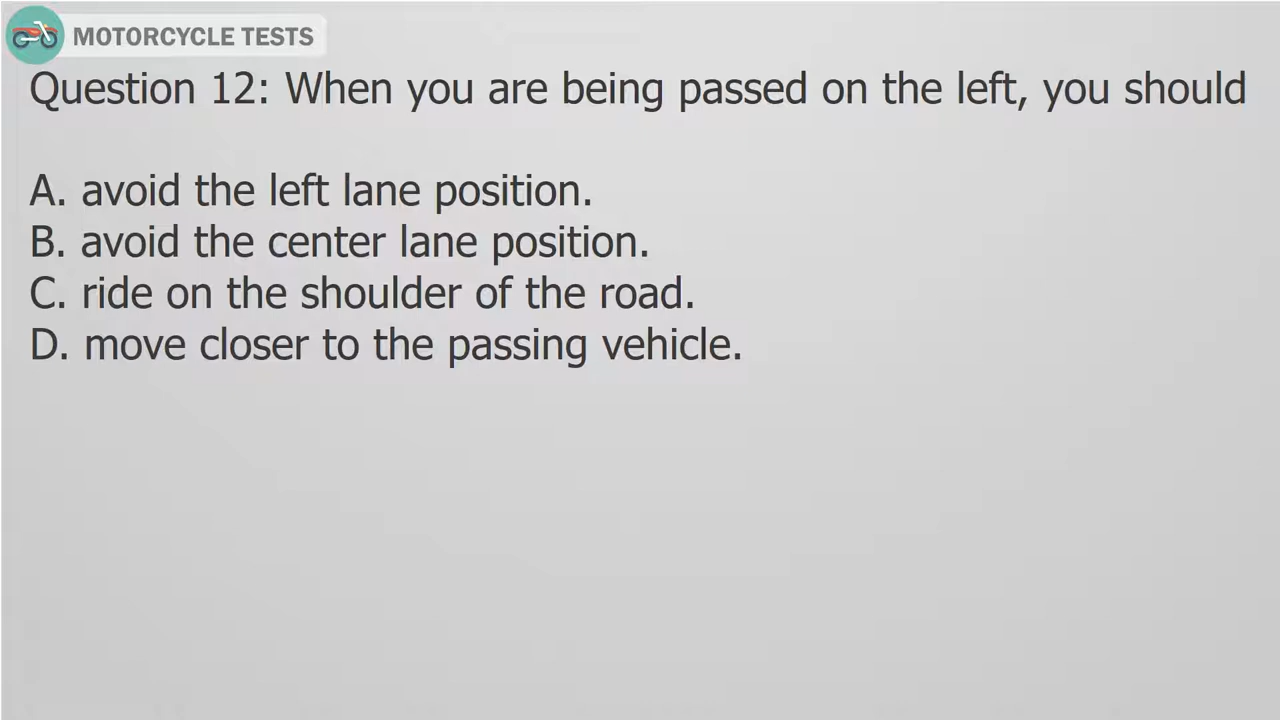 MOTORCYCLE TESTS
Question 12: When you are being passed on the left, you should
A. avoid the left lane position.
B. avoid the center lane position.
C. ride on the shoulder of the road.
D. move closer to the passing vehicle.